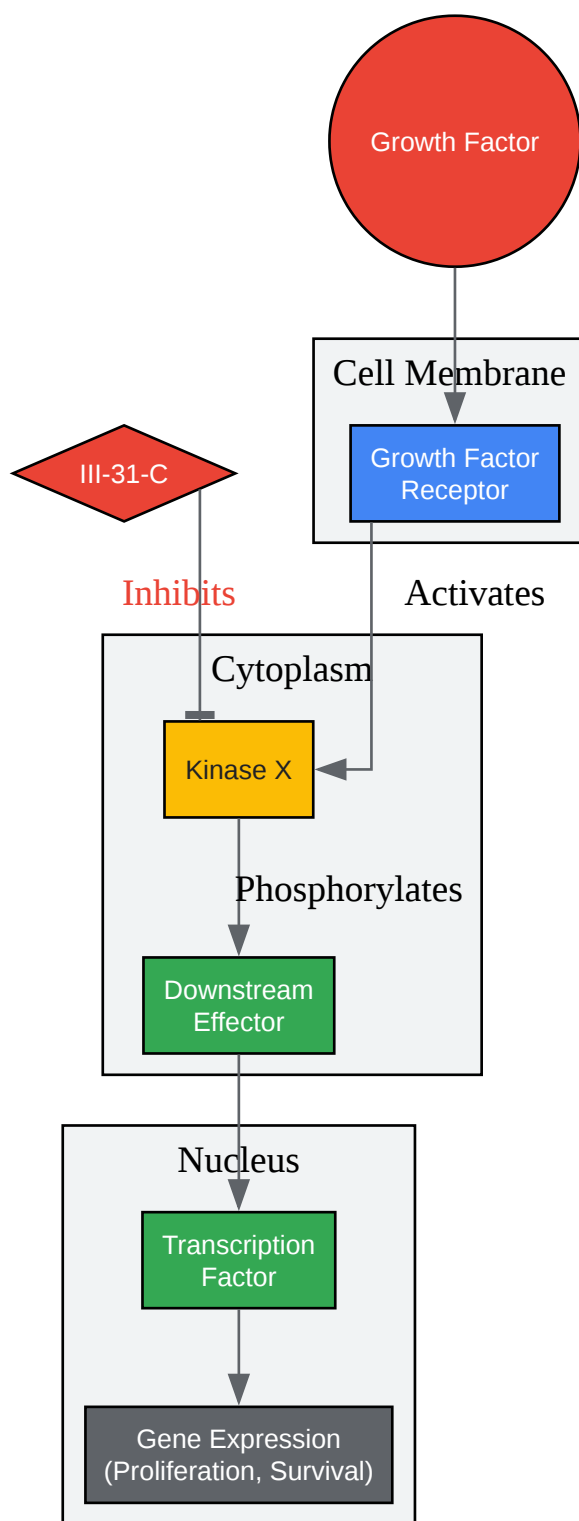 Growth Factor
Cell Membrane
Growth Factor
Receptor
III-31-C
Inhibits
Activates
Cytoplasm
Kinase X
Phosphorylates
Downstream
Effector
Nucleus
Transcription
Factor
Gene Expression
(Proliferation, Survival)